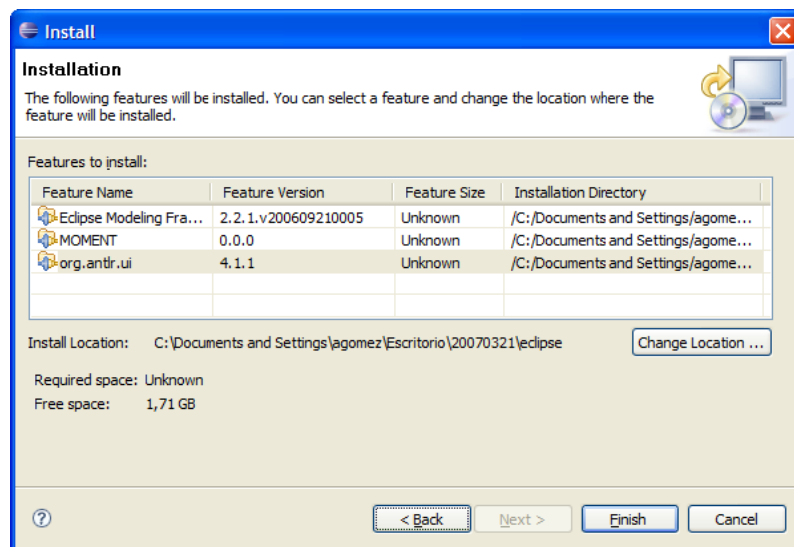 Install
Installation
The following features will be installed. You can select a feature and change the location where the
feature will be installed.
Features to install:
Feature Name Feature Version Feature Size Installation Directory
Eclipse Modeling Fra... 2.2.1.v200609210005 Unknown /C:/Documents and Settings/agome...
MOMENT 0.0.0 Unknown /C:/Documents and Settings/agome...
org.antlr.ui 4.1.1 Unknown /C:/Documents and Settings/agome...
Install Location: C:\Documents and Settings\agomez\Escritorio\20070321\eclipse Change Location ...
Required space: Unknown
Free space: 1,71 GB
? < Back Next > Finish Cancel